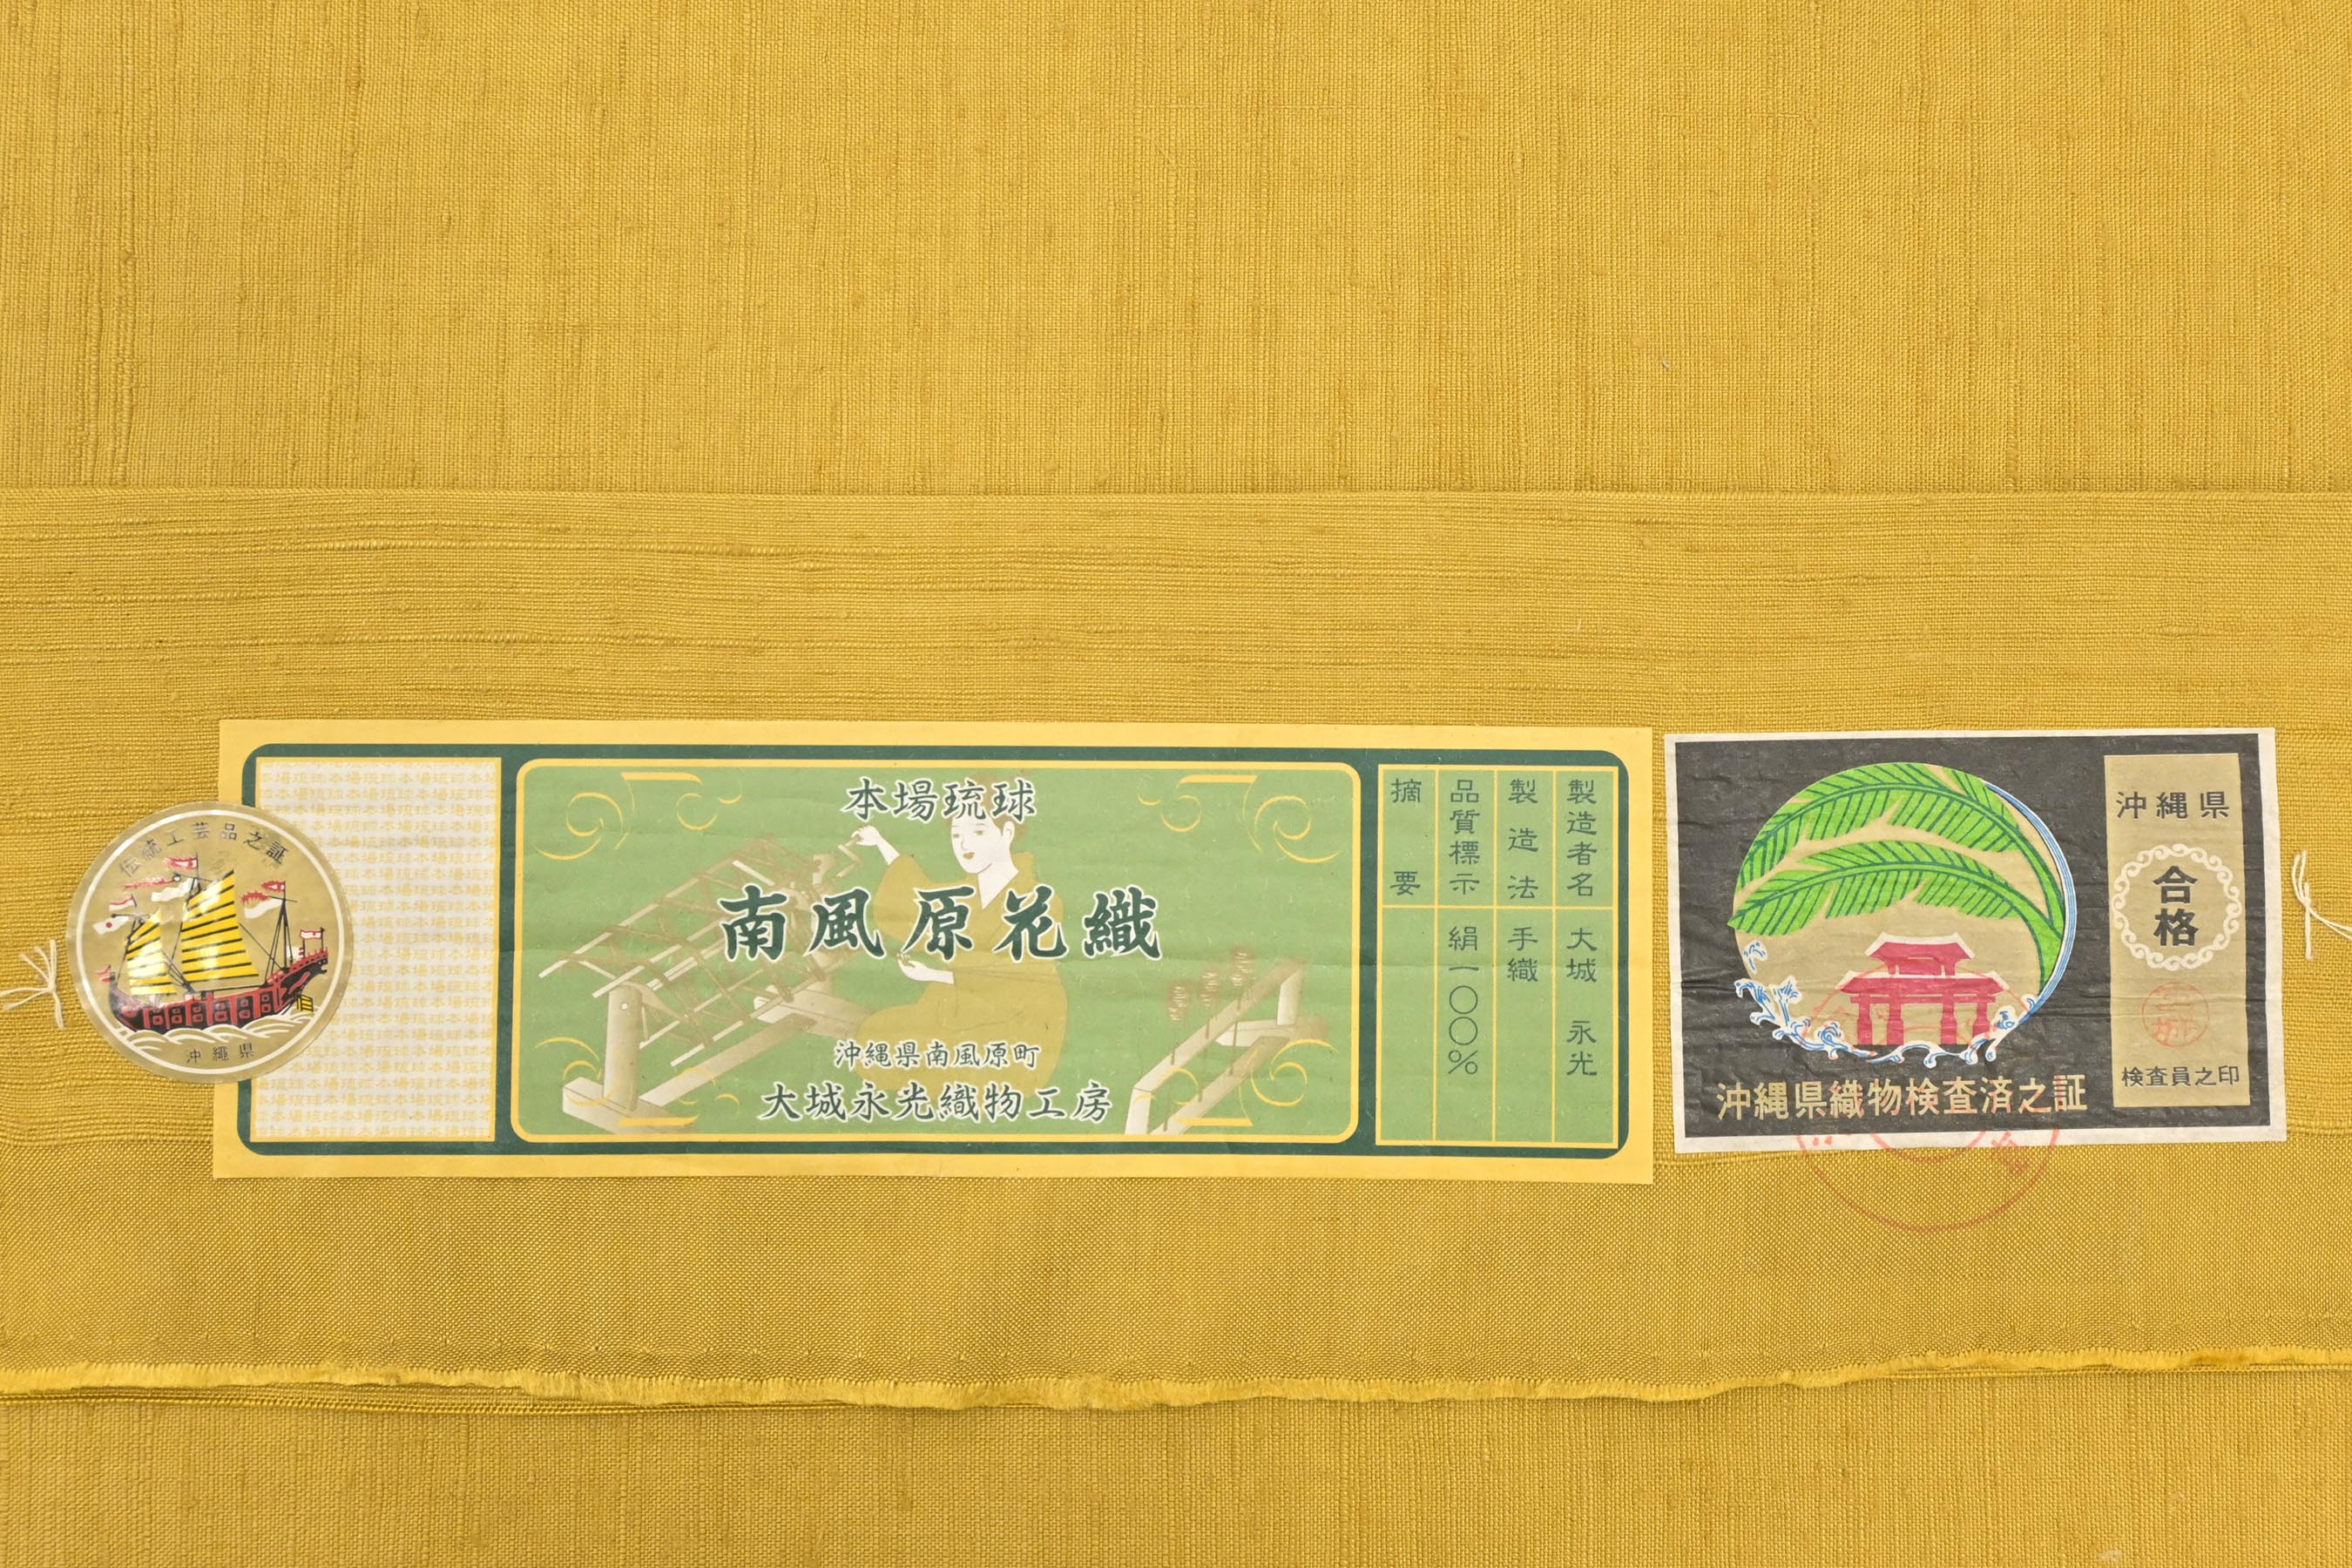 伝統工芸品之証
沖縄県
本場琉球
南風原花織
沖縄県南風原町
大城永光織物工房
製造者名 大城 永光
製造法 手織
品質標示 絹一〇〇%
摘要
沖縄県織物検査済之証
沖縄県
合格
検査員之印